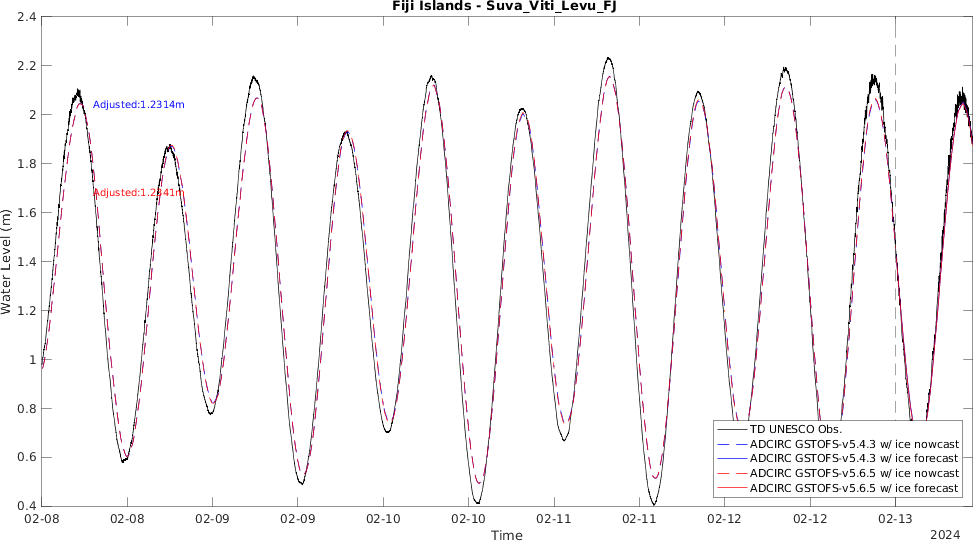 Fiji Islands - Suva_Viti_Levu_FJ
2.4
2.2
2
1.8
1.6
1.4
1.2
1
0.8
0.6
0.4
Water Level (m)
Adjusted:1.2314m
Adjusted:1.2341m
TD UNESCO Obs.
ADCIRC GSTOFS-v5.4.3 w/ ice nowcast
ADCIRC GSTOFS-v5.4.3 w/ ice forecast
ADCIRC GSTOFS-v5.6.5 w/ ice nowcast
ADCIRC GSTOFS-v5.6.5 w/ ice forecast
02-08 02-08 02-09 02-09 02-10 02-10 02-11 02-11 02-12 02-12 02-13
Time
2024